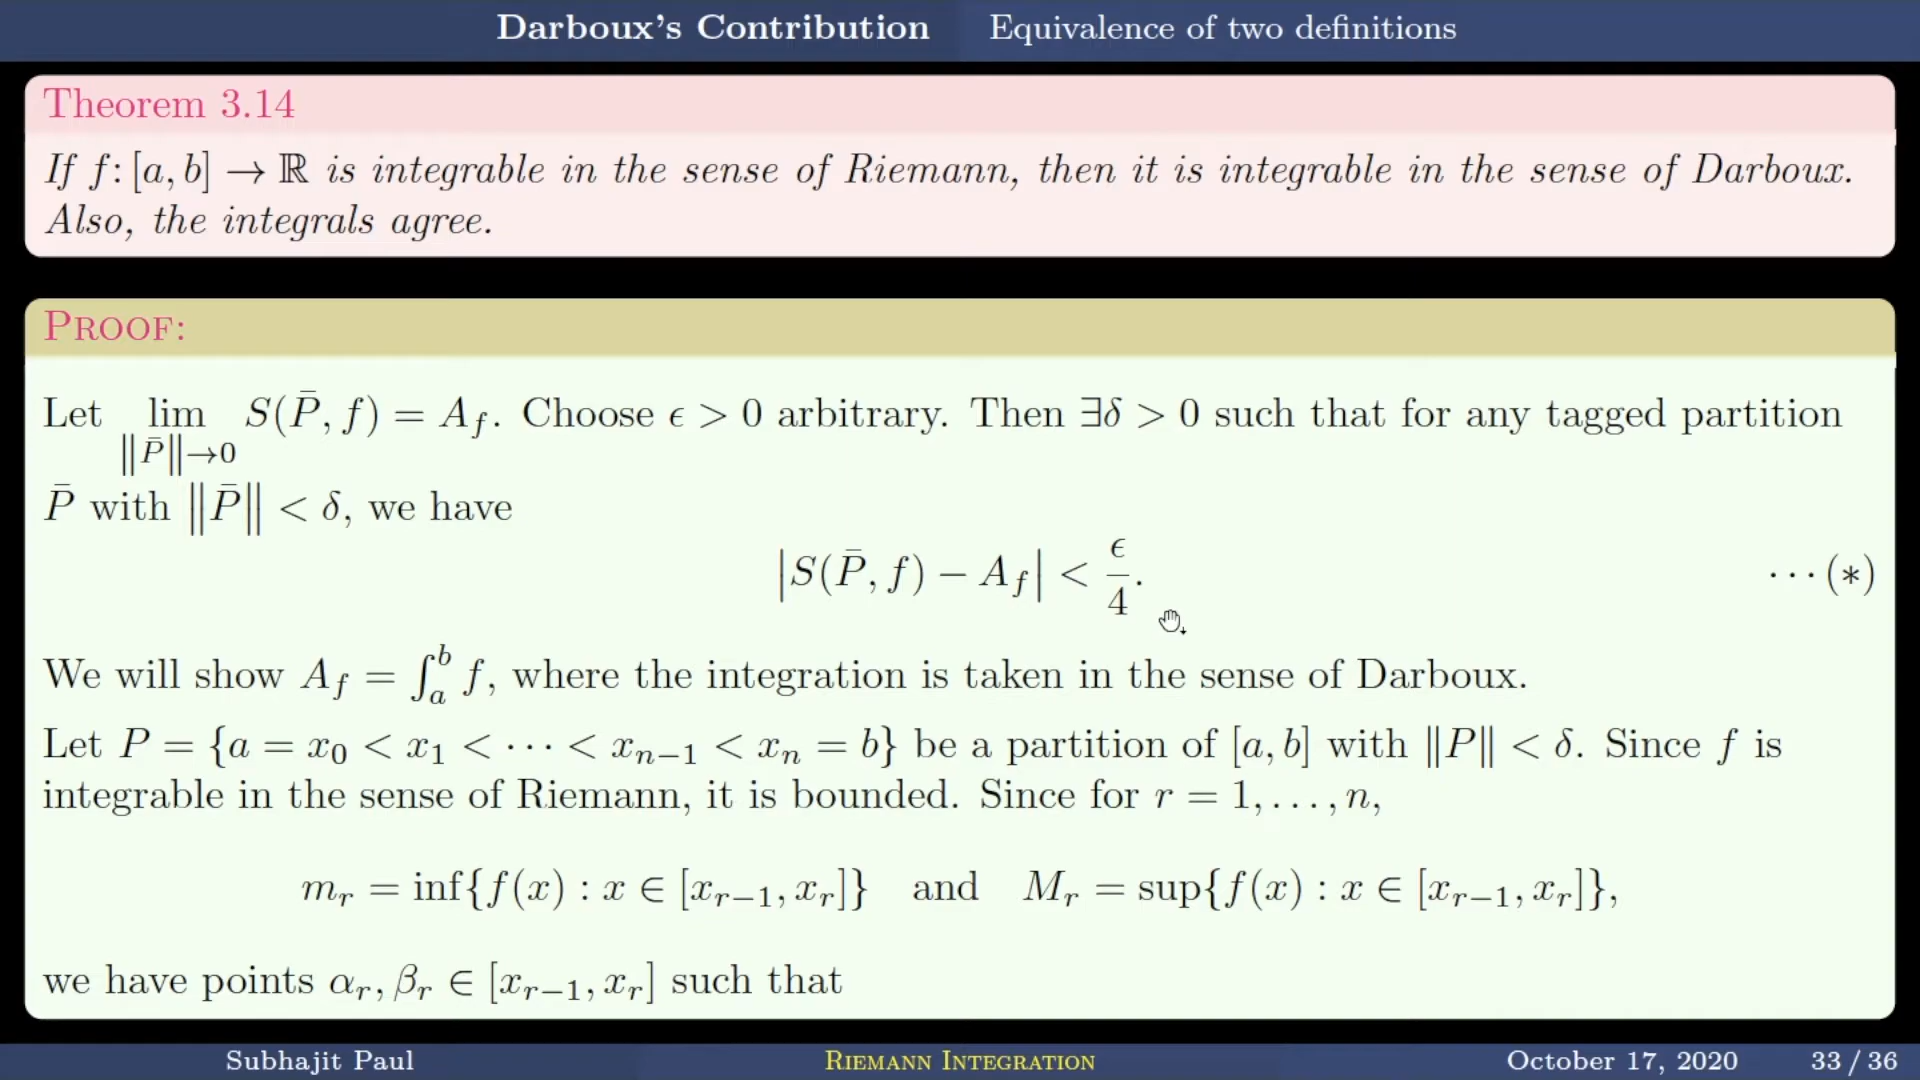 Darboux's Contribution Equivalence of two definitions
Theorem 3.14
If f: [a, b] → ℝ is integrable in the sense of Riemann, then it is integrable in the sense of Darboux.
Also, the integrals agree.
PROOF:
Let lim_{‖P̄‖→0} S(P̄, f) = A_f. Choose ϵ > 0 arbitrary. Then ∃δ > 0 such that for any tagged partition
P̄ with ‖P̄‖ < δ, we have
|S(P̄, f) − A_f| < ϵ/4. ⋯(∗)
We will show A_f = ∫_a^b f, where the integration is taken in the sense of Darboux.
Let P = {a = x_0 < x_1 < ⋯ < x_{n−1} < x_n = b} be a partition of [a, b] with ‖P‖ < δ. Since f is
integrable in the sense of Riemann, it is bounded. Since for r = 1, . . . , n,
m_r = inf{f(x) : x ∈ [x_{r−1}, x_r]} and M_r = sup{f(x) : x ∈ [x_{r−1}, x_r]},
we have points α_r, β_r ∈ [x_{r−1}, x_r] such that
Subhajit Paul RIEMANN INTEGRATION October 17, 2020 33 / 36